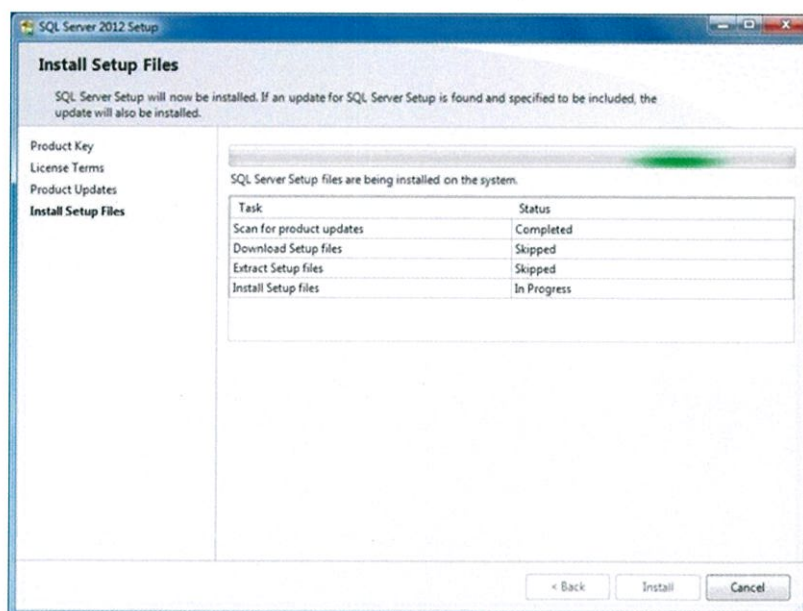 SQL Server 2012 Setup
Install Setup Files
SQL Server Setup will now be installed. If an update for SQL Server Setup is found and specified to be included, the
update will also be installed.
Product Key
License Terms
Product Updates
Install Setup Files
SQL Server Setup files are being installed on the system.
Task Status
Scan for product updates Completed
Download Setup files Skipped
Extract Setup files Skipped
Install Setup files In Progress
< Back Install Cancel